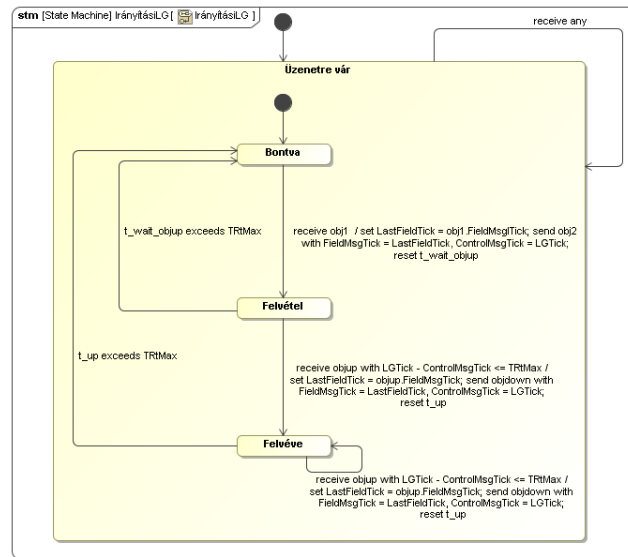 stm [State Machine] IrányításiLG [ IrányításiLG ]
receive any
Üzenetre vár
Bontva
t_wait_objup exceeds TRtMax
receive obj1 / set LastFieldTick = obj1.FieldMsglTick; send obj2
with FieldMsgTick = LastFieldTick, ControlMsgTick = LGTick;
reset t_wait_objup
Felvétel
t_up exceeds TRtMax
receive objup with LGTick - ControlMsgTick <= TRtMax /
set LastFieldTick = objup.FieldMsgTick; send objdown with
FieldMsgTick = LastFieldTick, ControlMsgTick = LGTick;
reset t_up
Felvéve
receive objup with LGTick - ControlMsgTick <= TRtMax /
set LastFieldTick = objup.FieldMsgTick; send objdown with
FieldMsgTick = LastFieldTick, ControlMsgTick = LGTick;
reset t_up